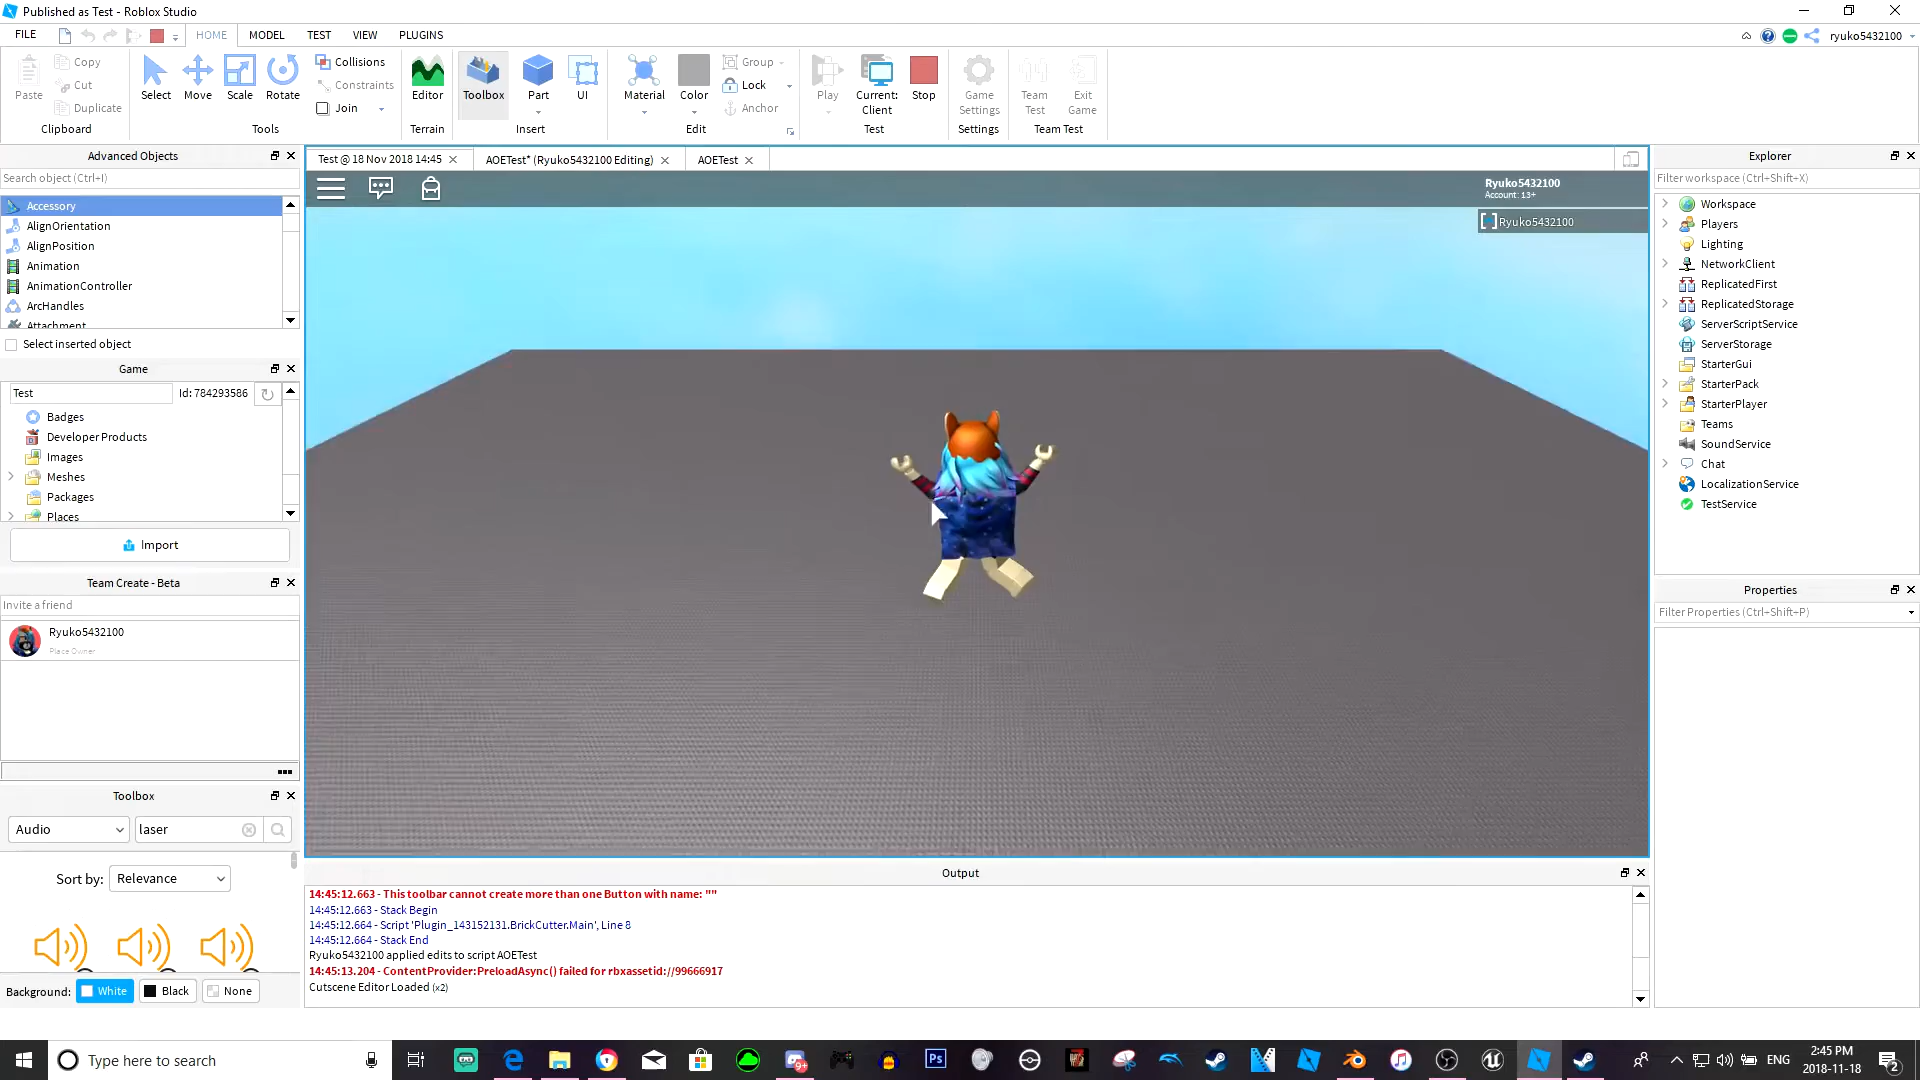 Published as Test - Roblox Studio
FILE
HOME
MODEL
TEST
VIEW
PLUGINS
ryuko5432100
Paste
Copy
Cut
Duplicate
Clipboard
Select
Move
Scale
Rotate
Collisions
Constraints
Join
Tools
Editor
Terrain
Toolbox
Part
UI
Insert
Material
Color
Group
Lock
Anchor
Edit
Play
Current:
Client
Stop
Test
Game
Settings
Settings
Team
Test
Exit
Game
Team Test
Advanced Objects
Search object (Ctrl+I)
Accessory
AlignOrientation
AlignPosition
Animation
AnimationController
ArcHandles
Attachment
Select inserted object
Game
Test
Id: 784293586
Badges
Developer Products
Images
Meshes
Packages
Places
Import
Team Create - Beta
Invite a friend
Ryuko5432100
Place Owner
Toolbox
Audio
laser
Sort by:
Relevance
Background:
White
Black
None
Test @ 18 Nov 2018 14:45
AOETest* (Ryuko5432100 Editing)
AOETest
Ryuko5432100
Account: 13+
Ryuko5432100
Output
14:45:12.663 - This toolbar cannot create more than one Button with name: ""
14:45:12.663 - Stack Begin
14:45:12.664 - Script 'Plugin_143152131.BrickCutter.Main', Line 8
14:45:12.664 - Stack End
Ryuko5432100 applied edits to script AOETest
14:45:13.204 - ContentProvider:PreloadAsync() failed for rbxassetid://99666917
Cutscene Editor Loaded (x2)
Explorer
Filter workspace (Ctrl+Shift+X)
Workspace
Players
Lighting
NetworkClient
ReplicatedFirst
ReplicatedStorage
ServerScriptService
ServerStorage
StarterGui
StarterPack
StarterPlayer
Teams
SoundService
Chat
LocalizationService
TestService
Properties
Filter Properties (Ctrl+Shift+P)
Type here to search
Ps
9+
ENG
2:45 PM
2018-11-18
2